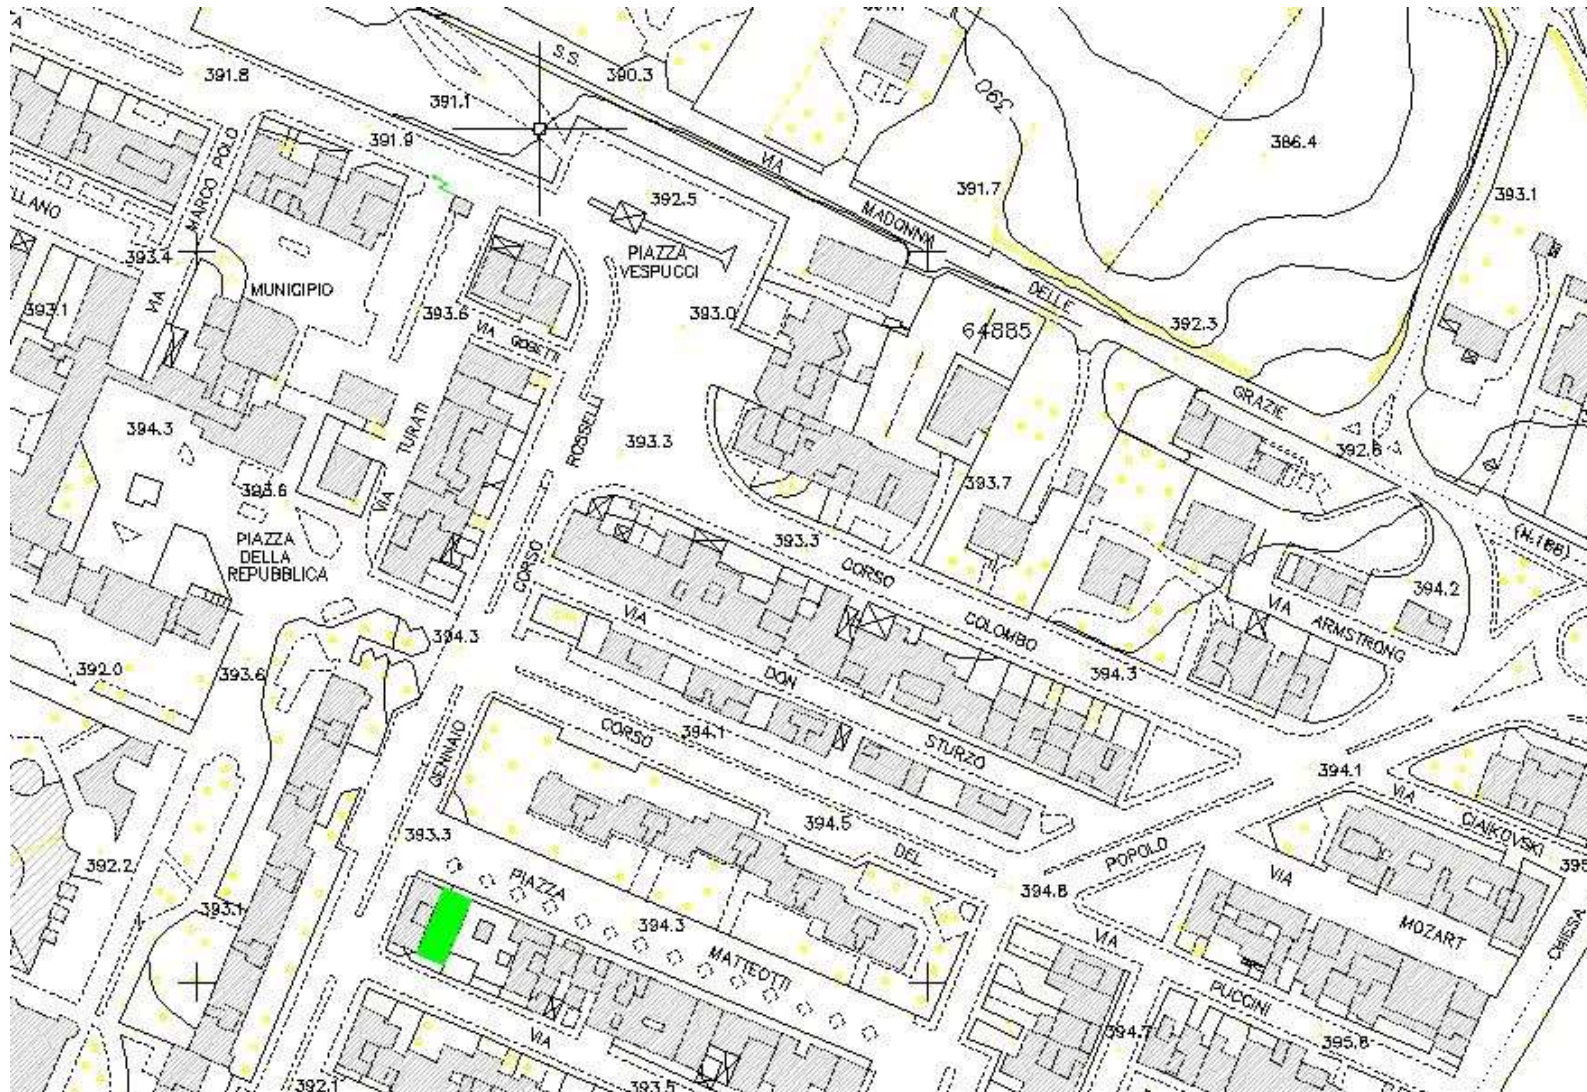 S.S.
390.3
391.8
391.1
391.9
VIA
390
386.4
391.7
393.1
MARCO POLO
392.5
MADONNA
393.4
PIAZZA
VESPUCCI
MUNICIPIO
DELLE
VIA
393.1
393.6
393.0
392.3
64885
VIA
GOBETTI
GRAZIE
394.3
TURATI
ROSSELLI
393.3
393.6
VIA
393.7
PIAZZA
DELLA
REPUBBLICA
393.3
CORSO
CORSO
(N.166)
394.2
VIA
ARMSTRONG
VIA
COLOMBO
394.3
394.3
392.0
393.6
DON
GENNAIO
CORSO
394.1
STURZO
394.1
VIA
CIAIKOVSKI
393.3
394.5
DEL
POPOLO
392.2
PIAZZA
394.8
VIA
393.1
394.3
MATTEOTTI
VIA
MOZART
CHIESA
PUCCINI
VIA
394.7
395.6
392.1
393.5